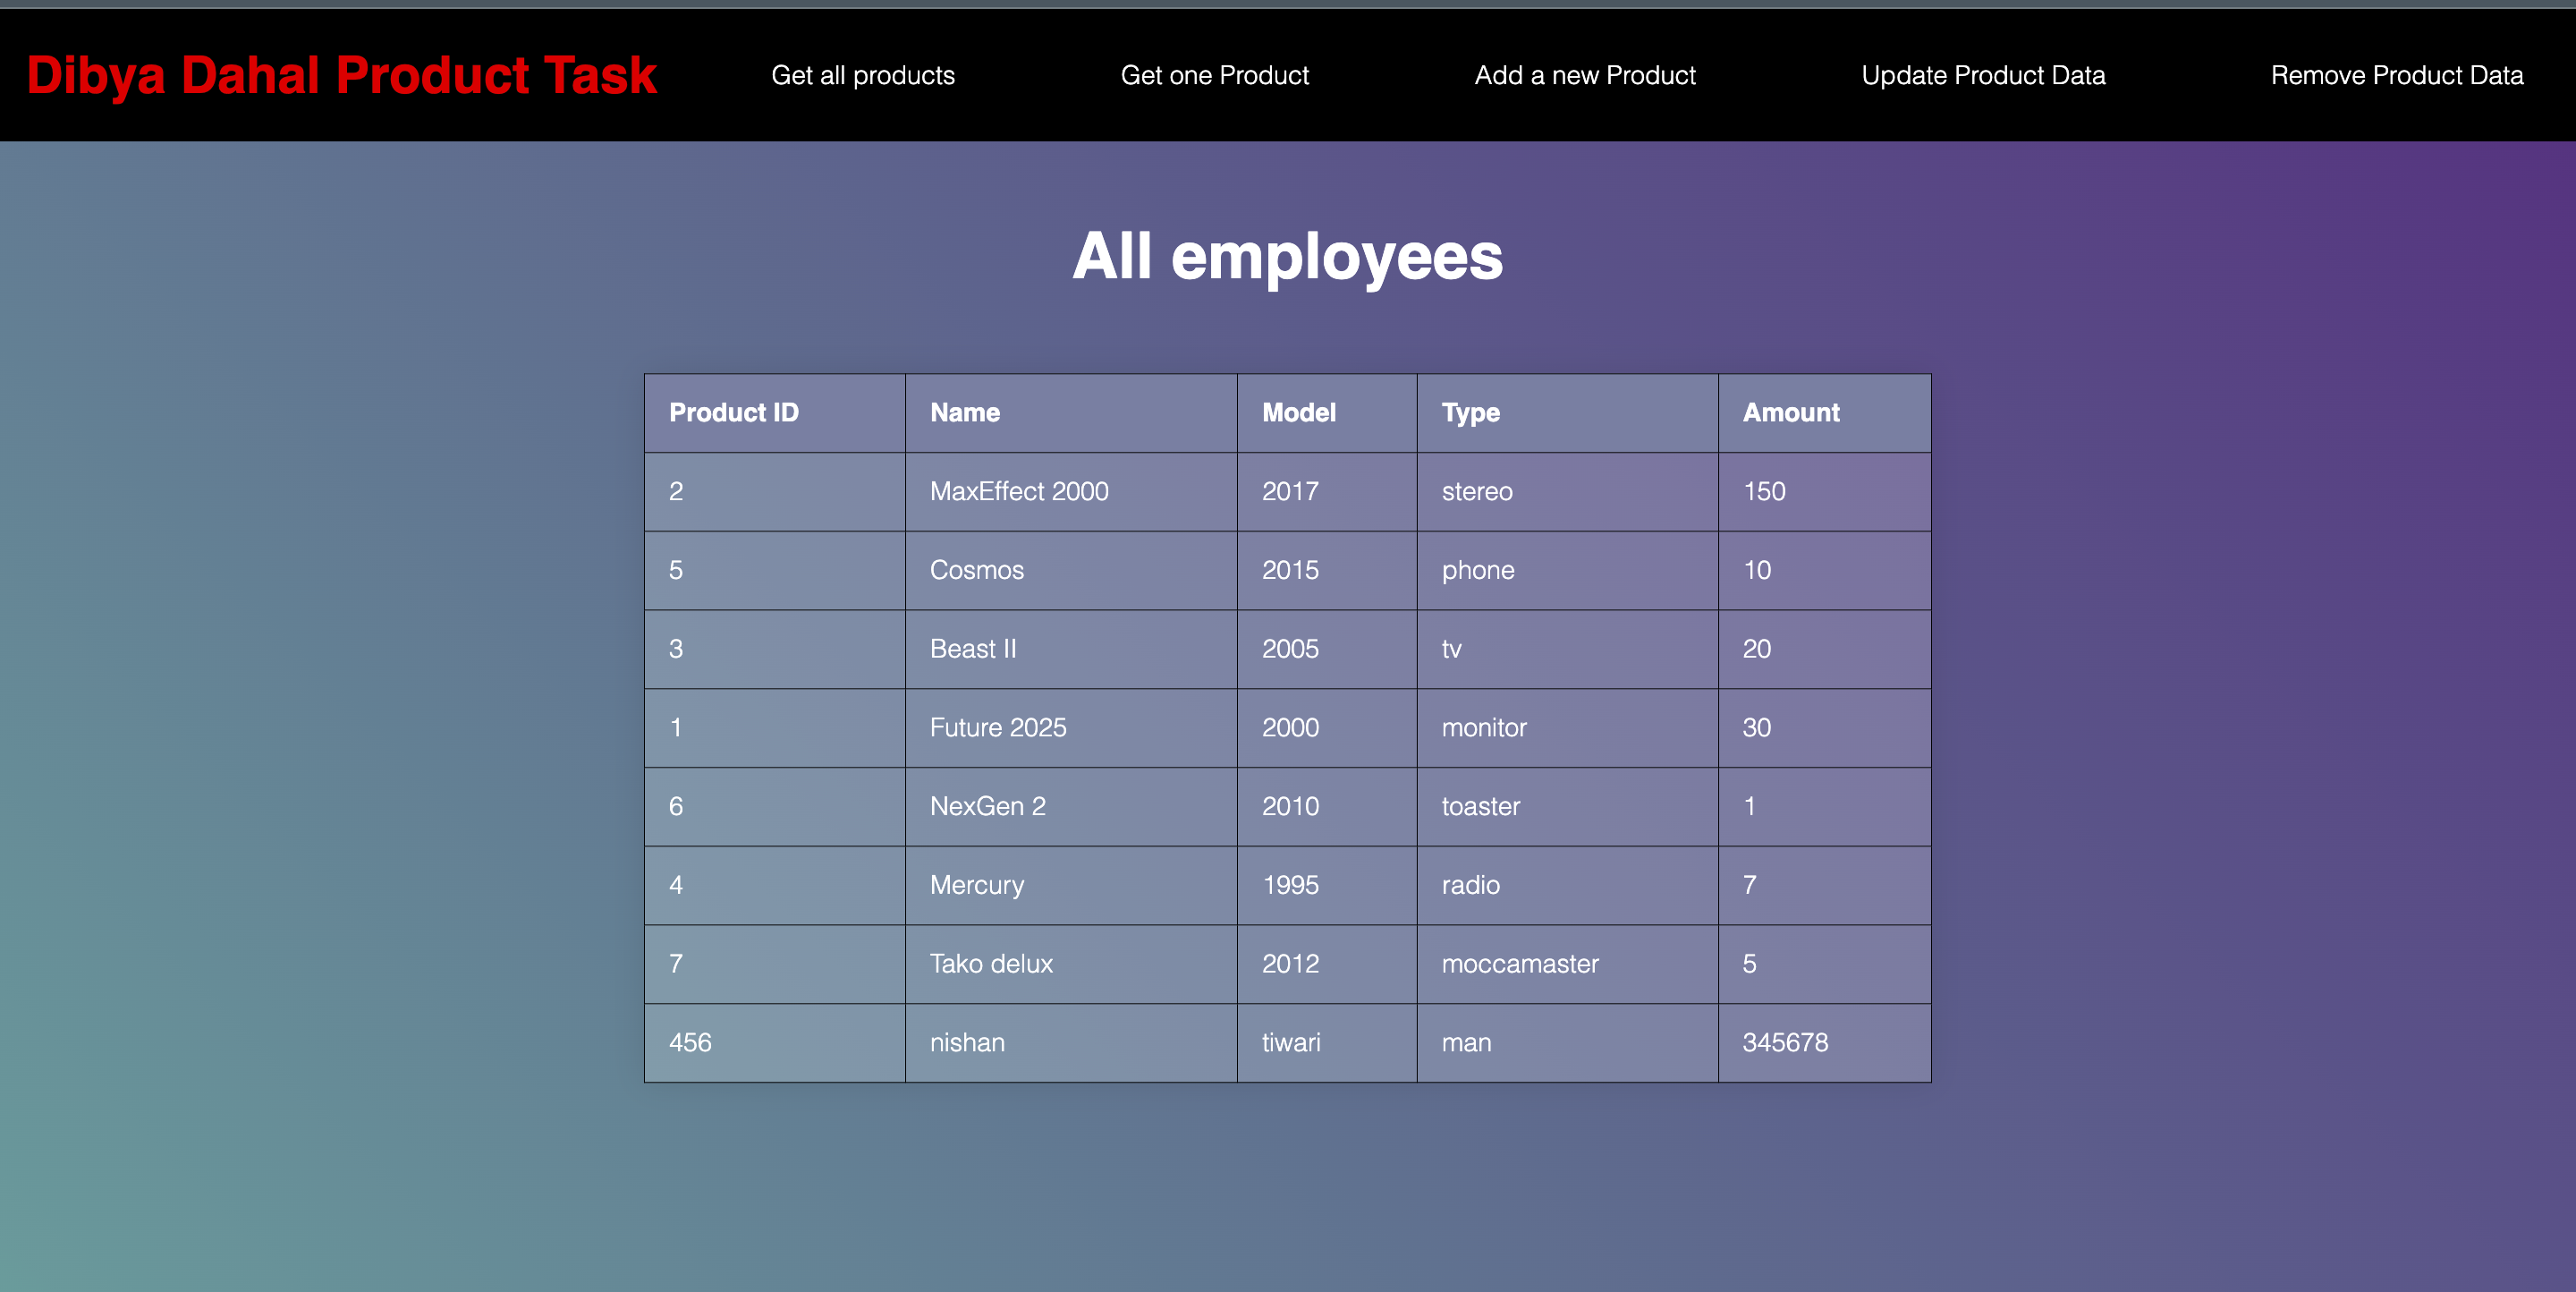 Dibya Dahal Product Task Get all products Get one Product Add a new Product Update Product Data Remove Product Data
All employees
Product ID Name Model Type Amount
2 MaxEffect 2000 2017 stereo 150
5 Cosmos 2015 phone 10
3 Beast II 2005 tv 20
1 Future 2025 2000 monitor 30
6 NexGen 2 2010 toaster 1
4 Mercury 1995 radio 7
7 Tako delux 2012 moccamaster 5
456 nishan tiwari man 345678